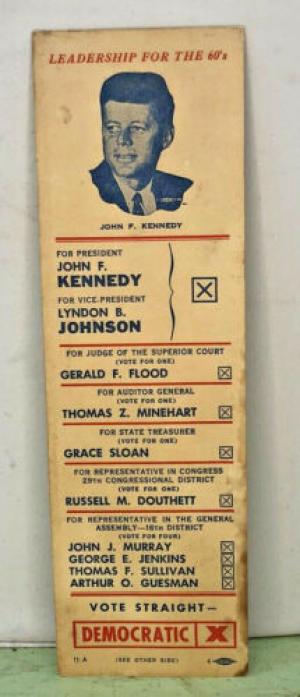 LEADERSHIP FOR THE 60's
JOHN F. KENNEDY
FOR PRESIDENT
JOHN F.
KENNEDY
FOR VICE-PRESIDENT
LYNDON B.
JOHNSON
FOR JUDGE OF THE SUPERIOR COURT
(VOTE FOR ONE)
GERALD F. FLOOD
FOR AUDITOR GENERAL
(VOTE FOR ONE)
THOMAS Z. MINEHART
FOR STATE TREASURER
(VOTE FOR ONE)
GRACE SLOAN
FOR REPRESENTATIVE IN CONGRESS
29TH CONGRESSIONAL DISTRICT
(VOTE FOR ONE)
RUSSELL M. DOUTHETT
FOR REPRESENTATIVE IN THE GENERAL
ASSEMBLY—16TH DISTRICT
(VOTE FOR FOUR)
JOHN J. MURRAY
GEORGE E. JENKINS
THOMAS F. SULLIVAN
ARTHUR O. GUESMAN
VOTE STRAIGHT—
DEMOCRATIC X
11 A (SEE OTHER SIDE)